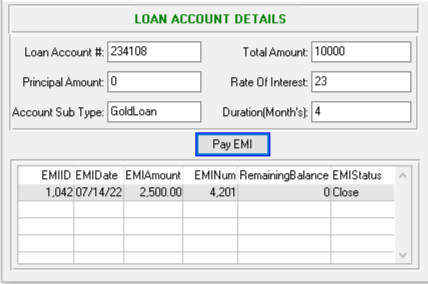 LOAN ACCOUNT DETAILS
Loan Account #: 234108 Total Amount: 10000
Principal Amount: 0 Rate Of Interest: 23
Account Sub Type: GoldLoan Duration(Month's): 4
Pay EMI
EMIID EMIDate EMIAmount EMINum RemainingBalance EMIStatus
1,042 07/14/22 2,500.00 4,201 0 Close